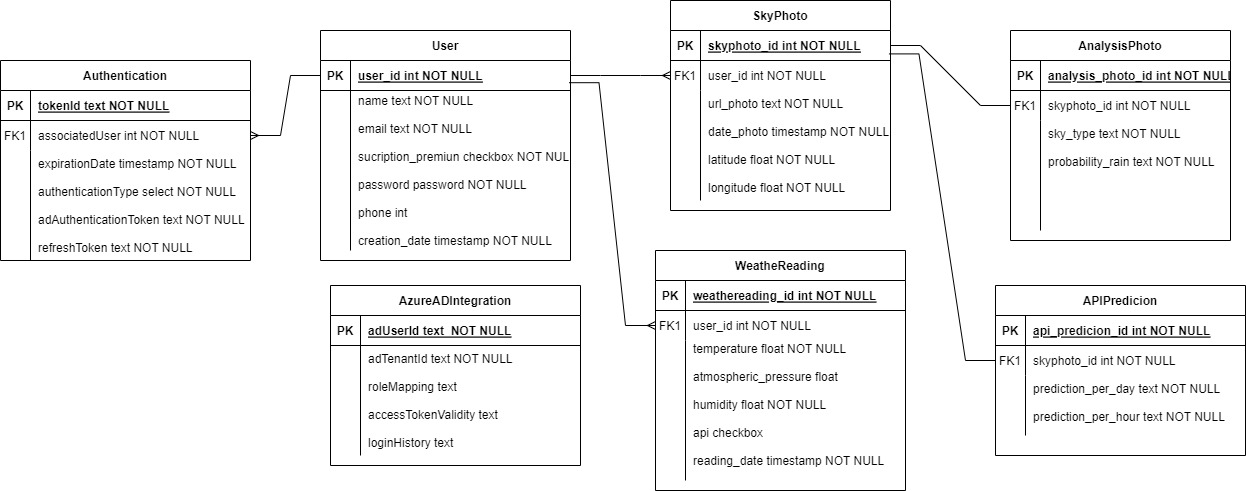 Authentication
PK tokenId text NOT NULL
FK1 associatedUser int NOT NULL
expirationDate timestamp NOT NULL
authenticationType select NOT NULL
adAuthenticationToken text NOT NULL
refreshToken text NOT NULL
User
PK user_id int NOT NULL
name text NOT NULL
email text NOT NULL
sucription_premiun checkbox NOT NUL
password password NOT NULL
phone int
creation_date timestamp NOT NULL
AzureADIntegration
PK adUserId text NOT NULL
adTenantId text NOT NULL
roleMapping text
accessTokenValidity text
loginHistory text
SkyPhoto
PK skyphoto_id int NOT NULL
FK1 user_id int NOT NULL
url_photo text NOT NULL
date_photo timestamp NOT NULL
latitude float NOT NULL
longitude float NOT NULL
WeatheReading
PK weathereading_id int NOT NULL
FK1 user_id int NOT NULL
temperature float NOT NULL
atmospheric_pressure float
humidity float NOT NULL
api checkbox
reading_date timestamp NOT NULL
AnalysisPhoto
PK analysis_photo_id int NOT NULL
FK1 skyphoto_id int NOT NULL
sky_type text NOT NULL
probability_rain text NOT NULL
APIPredicion
PK api_predicion_id int NOT NULL
FK1 skyphoto_id int NOT NULL
prediction_per_day text NOT NULL
prediction_per_hour text NOT NULL